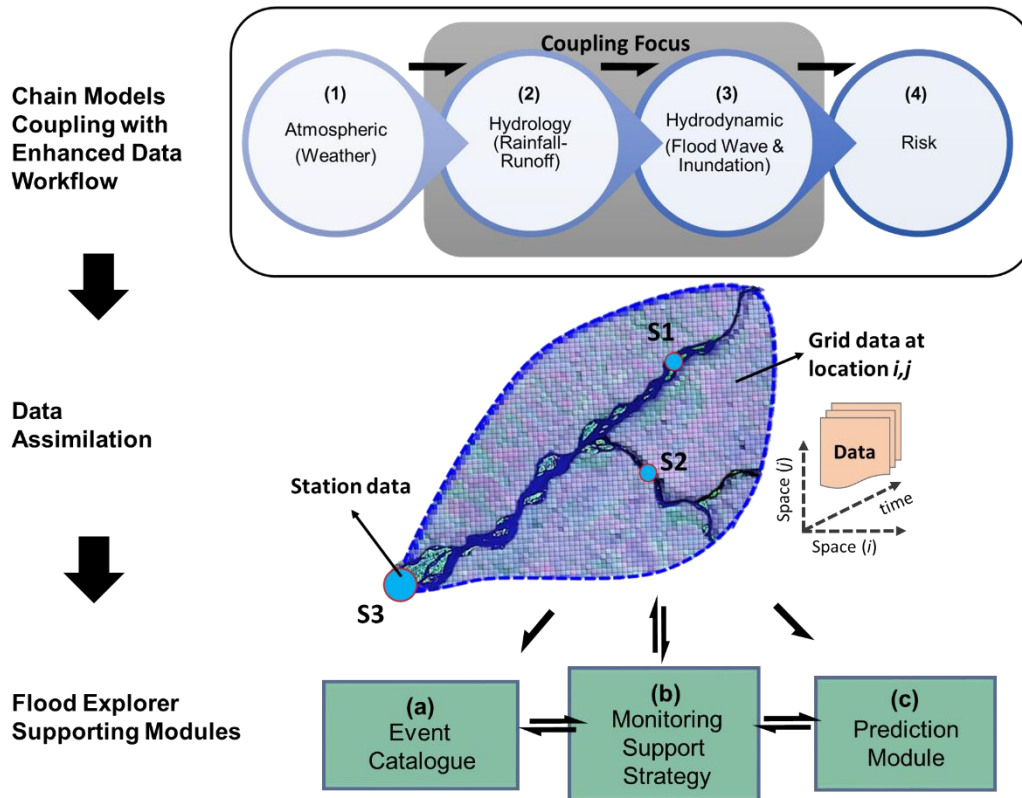 Chain Models
Coupling with
Enhanced Data
Workflow
Coupling Focus
(1)
Atmospheric
(Weather)
(2)
Hydrology
(Rainfall-
Runoff)
(3)
Hydrodynamic
(Flood Wave &
Inundation)
(4)
Risk
Data
Assimilation
S1
S2
S3
Station data
Grid data at
location i,j
Data
Space (j)
time
Space (i)
Flood Explorer
Supporting Modules
(a)
Event
Catalogue
(b)
Monitoring
Support
Strategy
(c)
Prediction
Module